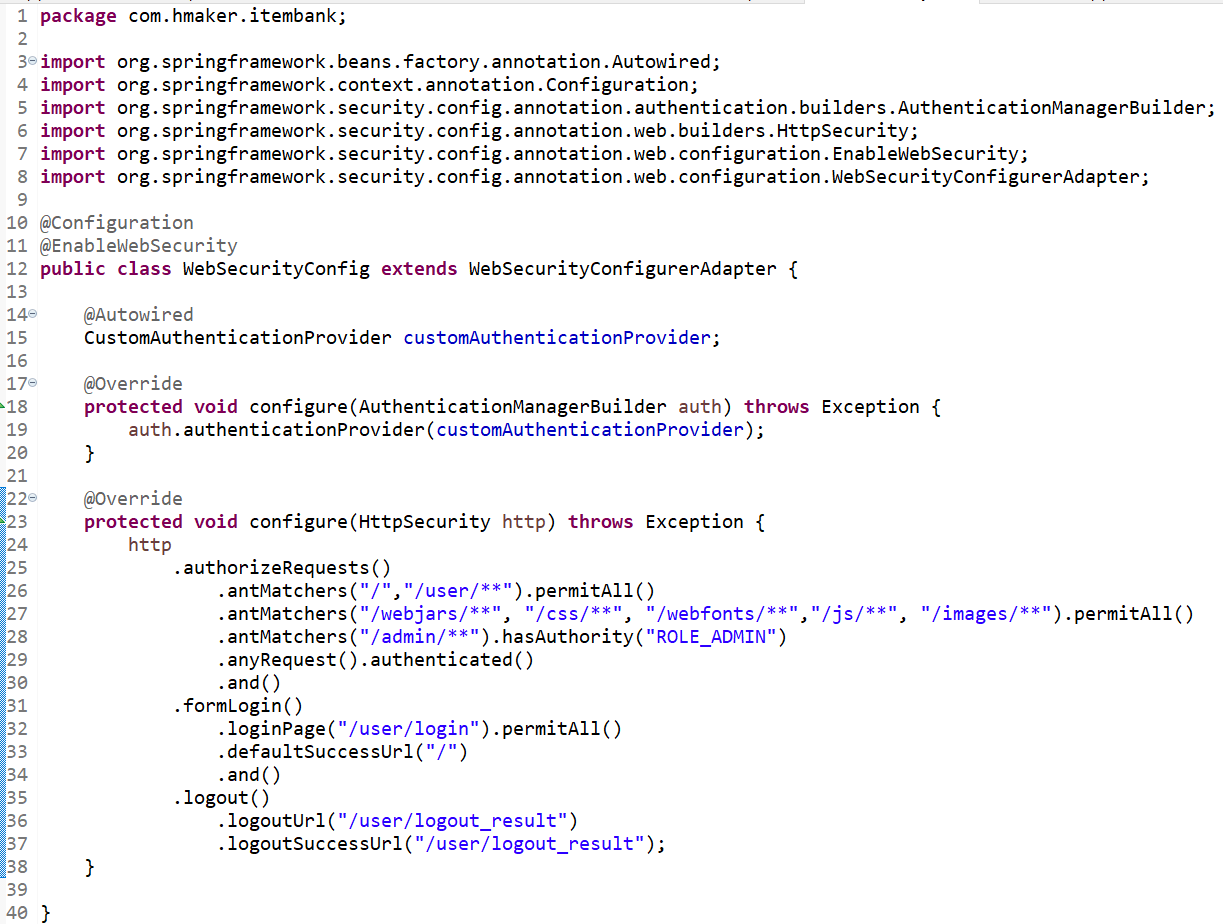 1 package com.hmaker.itembank;
2
3 import org.springframework.beans.factory.annotation.Autowired;
4 import org.springframework.context.annotation.Configuration;
5 import org.springframework.security.config.annotation.authentication.builders.AuthenticationManagerBuilder;
6 import org.springframework.security.config.annotation.web.builders.HttpSecurity;
7 import org.springframework.security.config.annotation.web.configuration.EnableWebSecurity;
8 import org.springframework.security.config.annotation.web.configuration.WebSecurityConfigurerAdapter;
9
10 @Configuration
11 @EnableWebSecurity
12 public class WebSecurityConfig extends WebSecurityConfigurerAdapter {
13
14     @Autowired
15     CustomAuthenticationProvider customAuthenticationProvider;
16
17     @Override
18     protected void configure(AuthenticationManagerBuilder auth) throws Exception {
19         auth.authenticationProvider(customAuthenticationProvider);
20     }
21
22     @Override
23     protected void configure(HttpSecurity http) throws Exception {
24         http
25             .authorizeRequests()
26                 .antMatchers("/","/user/**").permitAll()
27                 .antMatchers("/webjars/**", "/css/**", "/webfonts/**","/js/**", "/images/**").permitAll()
28                 .antMatchers("/admin/**").hasAuthority("ROLE_ADMIN")
29                 .anyRequest().authenticated()
30                 .and()
31             .formLogin()
32                 .loginPage("/user/login").permitAll()
33                 .defaultSuccessUrl("/")
34                 .and()
35             .logout()
36                 .logoutUrl("/user/logout_result")
37                 .logoutSuccessUrl("/user/logout_result");
38     }
39
40 }